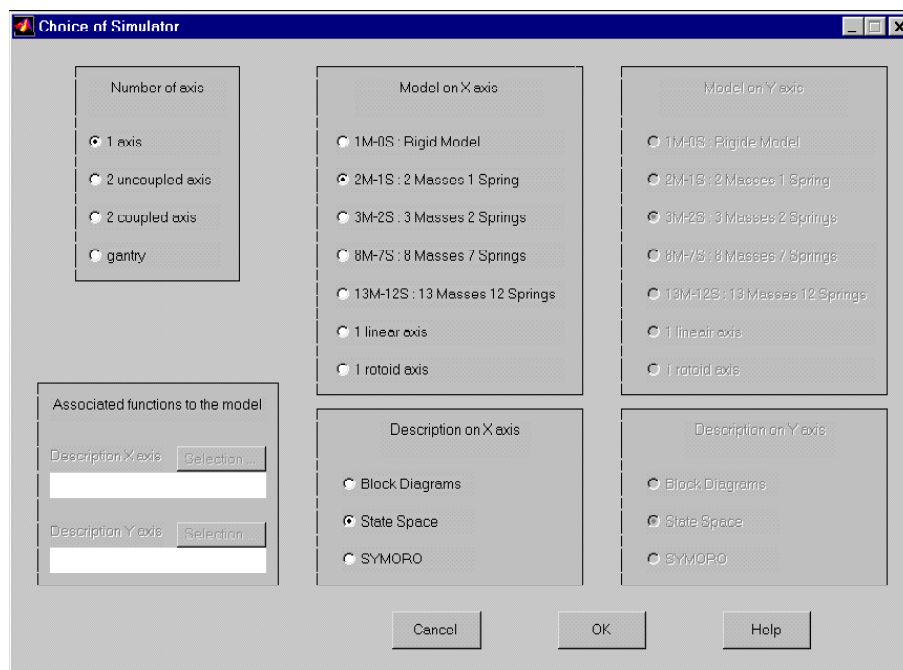 Choice of Simulator
Number of axis
1 axis
2 uncoupled axis
2 coupled axis
gantry
Model on X axis
1M-0S : Rigid Model
2M-1S : 2 Masses 1 Spring
3M-2S : 3 Masses 2 Springs
8M-7S : 8 Masses 7 Springs
13M-12S : 13 Masses 12 Springs
1 linear axis
1 rotoid axis
Model on Y axis
1M-0S : Rigide Model
2M-1S : 2 Masses 1 Spring
3M-2S : 3 Masses 2 Springs
8M-7S : 8 Masses 7 Springs
13M-12S : 13 Masses 12 Springs
1 lineair axis
1 rotoid axis
Associated functions to the model
Description X axis Selection ...
Description Y axis Selection ...
Description on X axis
Block Diagrams
State Space
SYMORO
Description on Y axis
Block Diagrams
State Space
SYMORO
Cancel OK Help